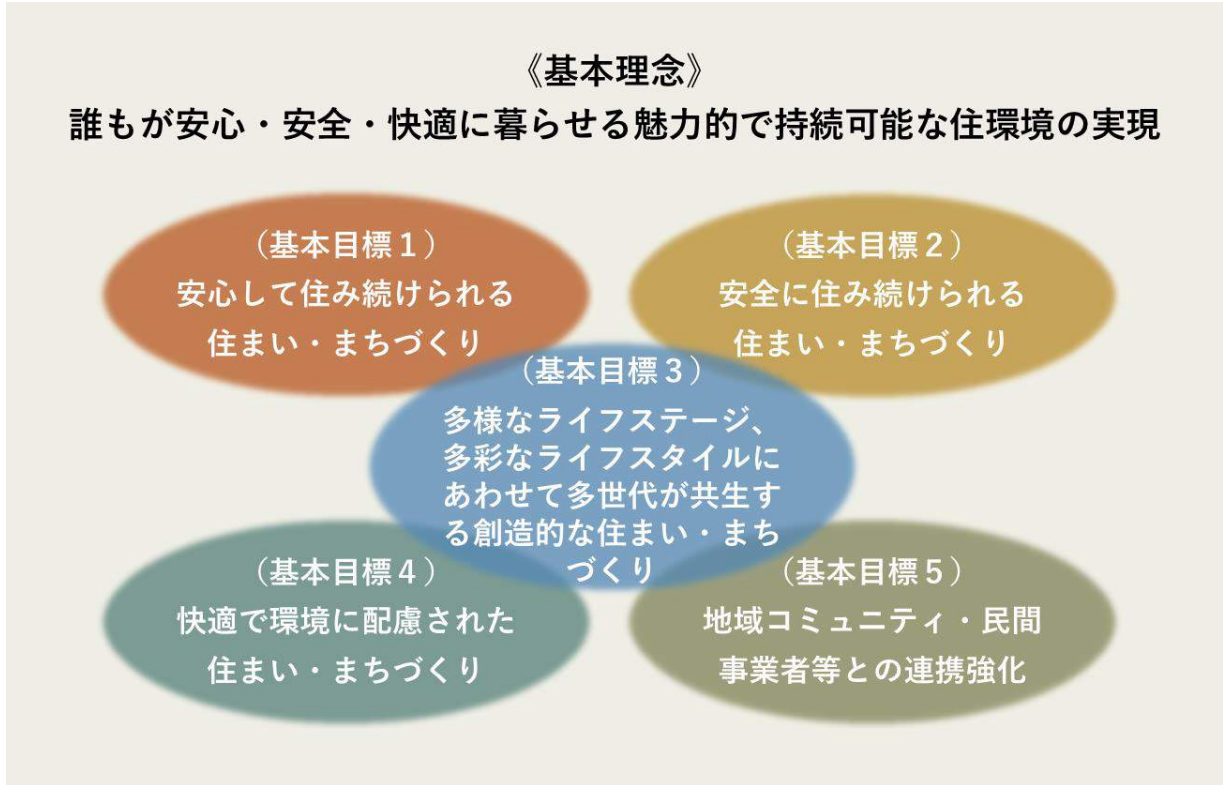 《基本理念》
誰もが安心・安全・快適に暮らせる魅力的で持続可能な住環境の実現
（基本目標１）
安心して住み続けられる
住まい・まちづくり
（基本目標２）
安全に住み続けられる
住まい・まちづくり
（基本目標３）
多様なライフステージ、
多彩なライフスタイルに
あわせて多世代が共生す
る創造的な住まい・まち
づくり
（基本目標４）
快適で環境に配慮された
住まい・まちづくり
（基本目標５）
地域コミュニティ・民間
事業者等との連携強化